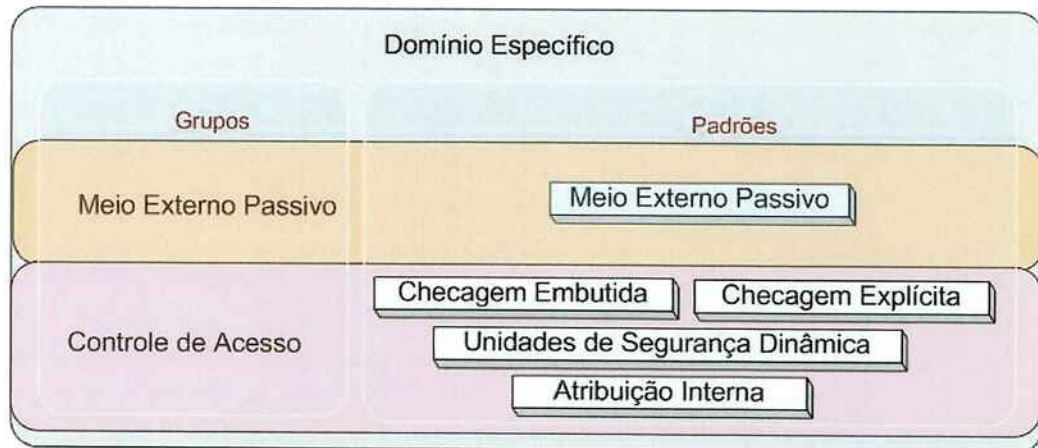 Domínio Específico
Grupos
Padrões
Meio Externo Passivo
Meio Externo Passivo
Checagem Embutida
Checagem Explícita
Controle de Acesso
Unidades de Segurança Dinâmica
Atribuição Interna